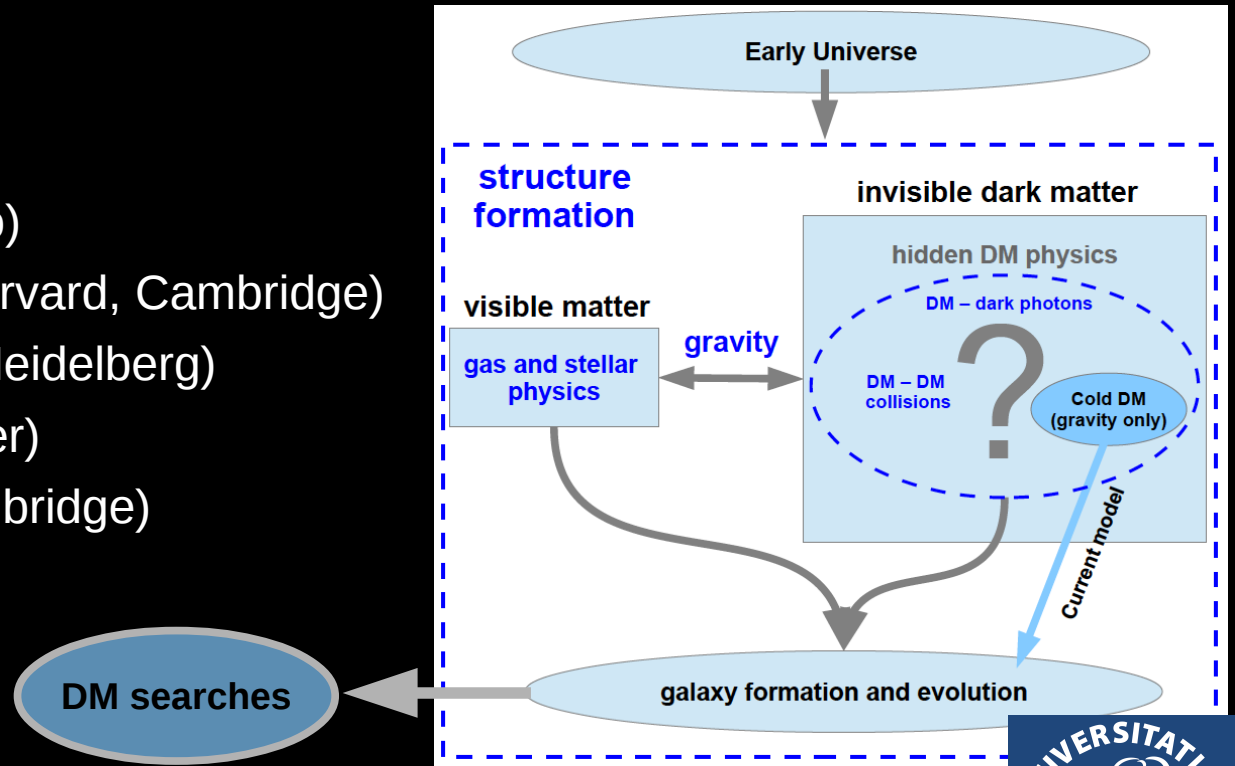 Early Universe
structure
formation
invisible dark matter
hidden DM physics
DM – dark photons
visible matter
gas and stellar
physics
gravity
DM – DM
collisions
?
Cold DM
(gravity only)
Current model
galaxy formation and evolution
DM searches
o)
rvard, Cambridge)
eidelberg)
er)
bridge)
VERSITA